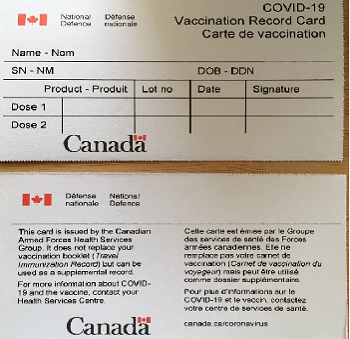 National Défense
Defence nationale
COVID-19
Vaccination Record Card
Carte de vaccination
Name - Nom
SN - NM
DOB - DDN
Product - Produit Lot no Date Signature
Dose 1
Dose 2
Canada
Défense National
nationale Defence
This card is issued by the Canadian
Armed Forces Health Services
Group. It does not replace your
vaccination booklet (Travel
Immunization Record) but can be
used as a supplemental record.
For more information about COVID-
19 and the vaccine, contact your
Health Services Centre.
Cette carte est émise par le Groupe
des services de santé des Forces
armées canadiennes. Elle ne
remplace pas votre carnet de
vaccination (Carnet de vaccination du
voyageur) mais peut être utilisé
comme dossier supplémentaire.
Pour plus d'informations sur le
COVID-19 et le vaccin, contactez
votre centre de services de santé.
canada.ca/coronavirus
Canada